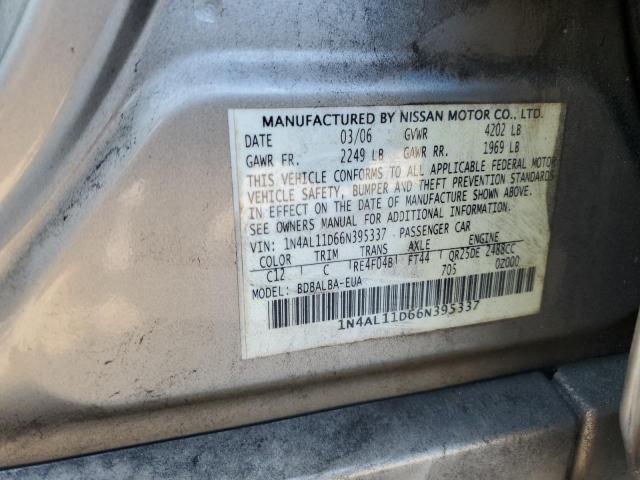 MANUFACTURED BY NISSAN MOTOR CO., LTD.
DATE 03/06 GVWR 4202 LB
GAWR FR. 2249 LB GAWR RR. 1969 LB
THIS VEHICLE CONFORMS TO ALL APPLICABLE FEDERAL MOTOR
VEHICLE SAFETY, BUMPER AND THEFT PREVENTION STANDARDS
IN EFFECT ON THE DATE OF MANUFACTURE SHOWN ABOVE.
SEE OWNERS MANUAL FOR ADDITIONAL INFORMATION.
VIN: 1N4AL11D66N395337 PASSENGER CAR
COLOR TRIM TRANS AXLE ENGINE
C12 C RE4F04B FT44 QR25DE 2488CC
MODEL: BDBALBA-EUA 705 02000
1N4AL11D66N395337